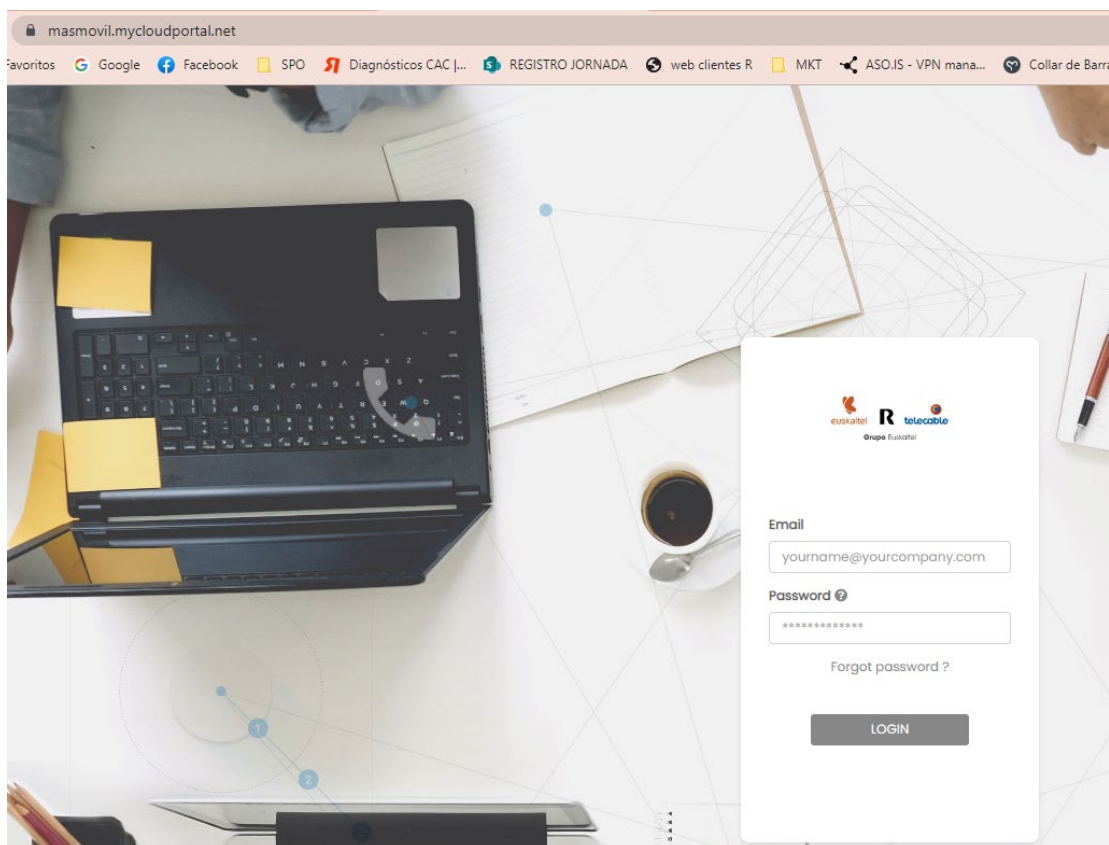 masmovil.mycloudportal.net
Favoritos Google Facebook SPO Diagnósticos CAC |... REGISTRO JORNADA web clientes R MKT ASO.IS - VPN mana... Collar de Barra
euskaltel R telecable
Grupo Euskaltel
Email
yourname@yourcompany.com
Password ?
*************
Forgot password ?
LOGIN
1
2